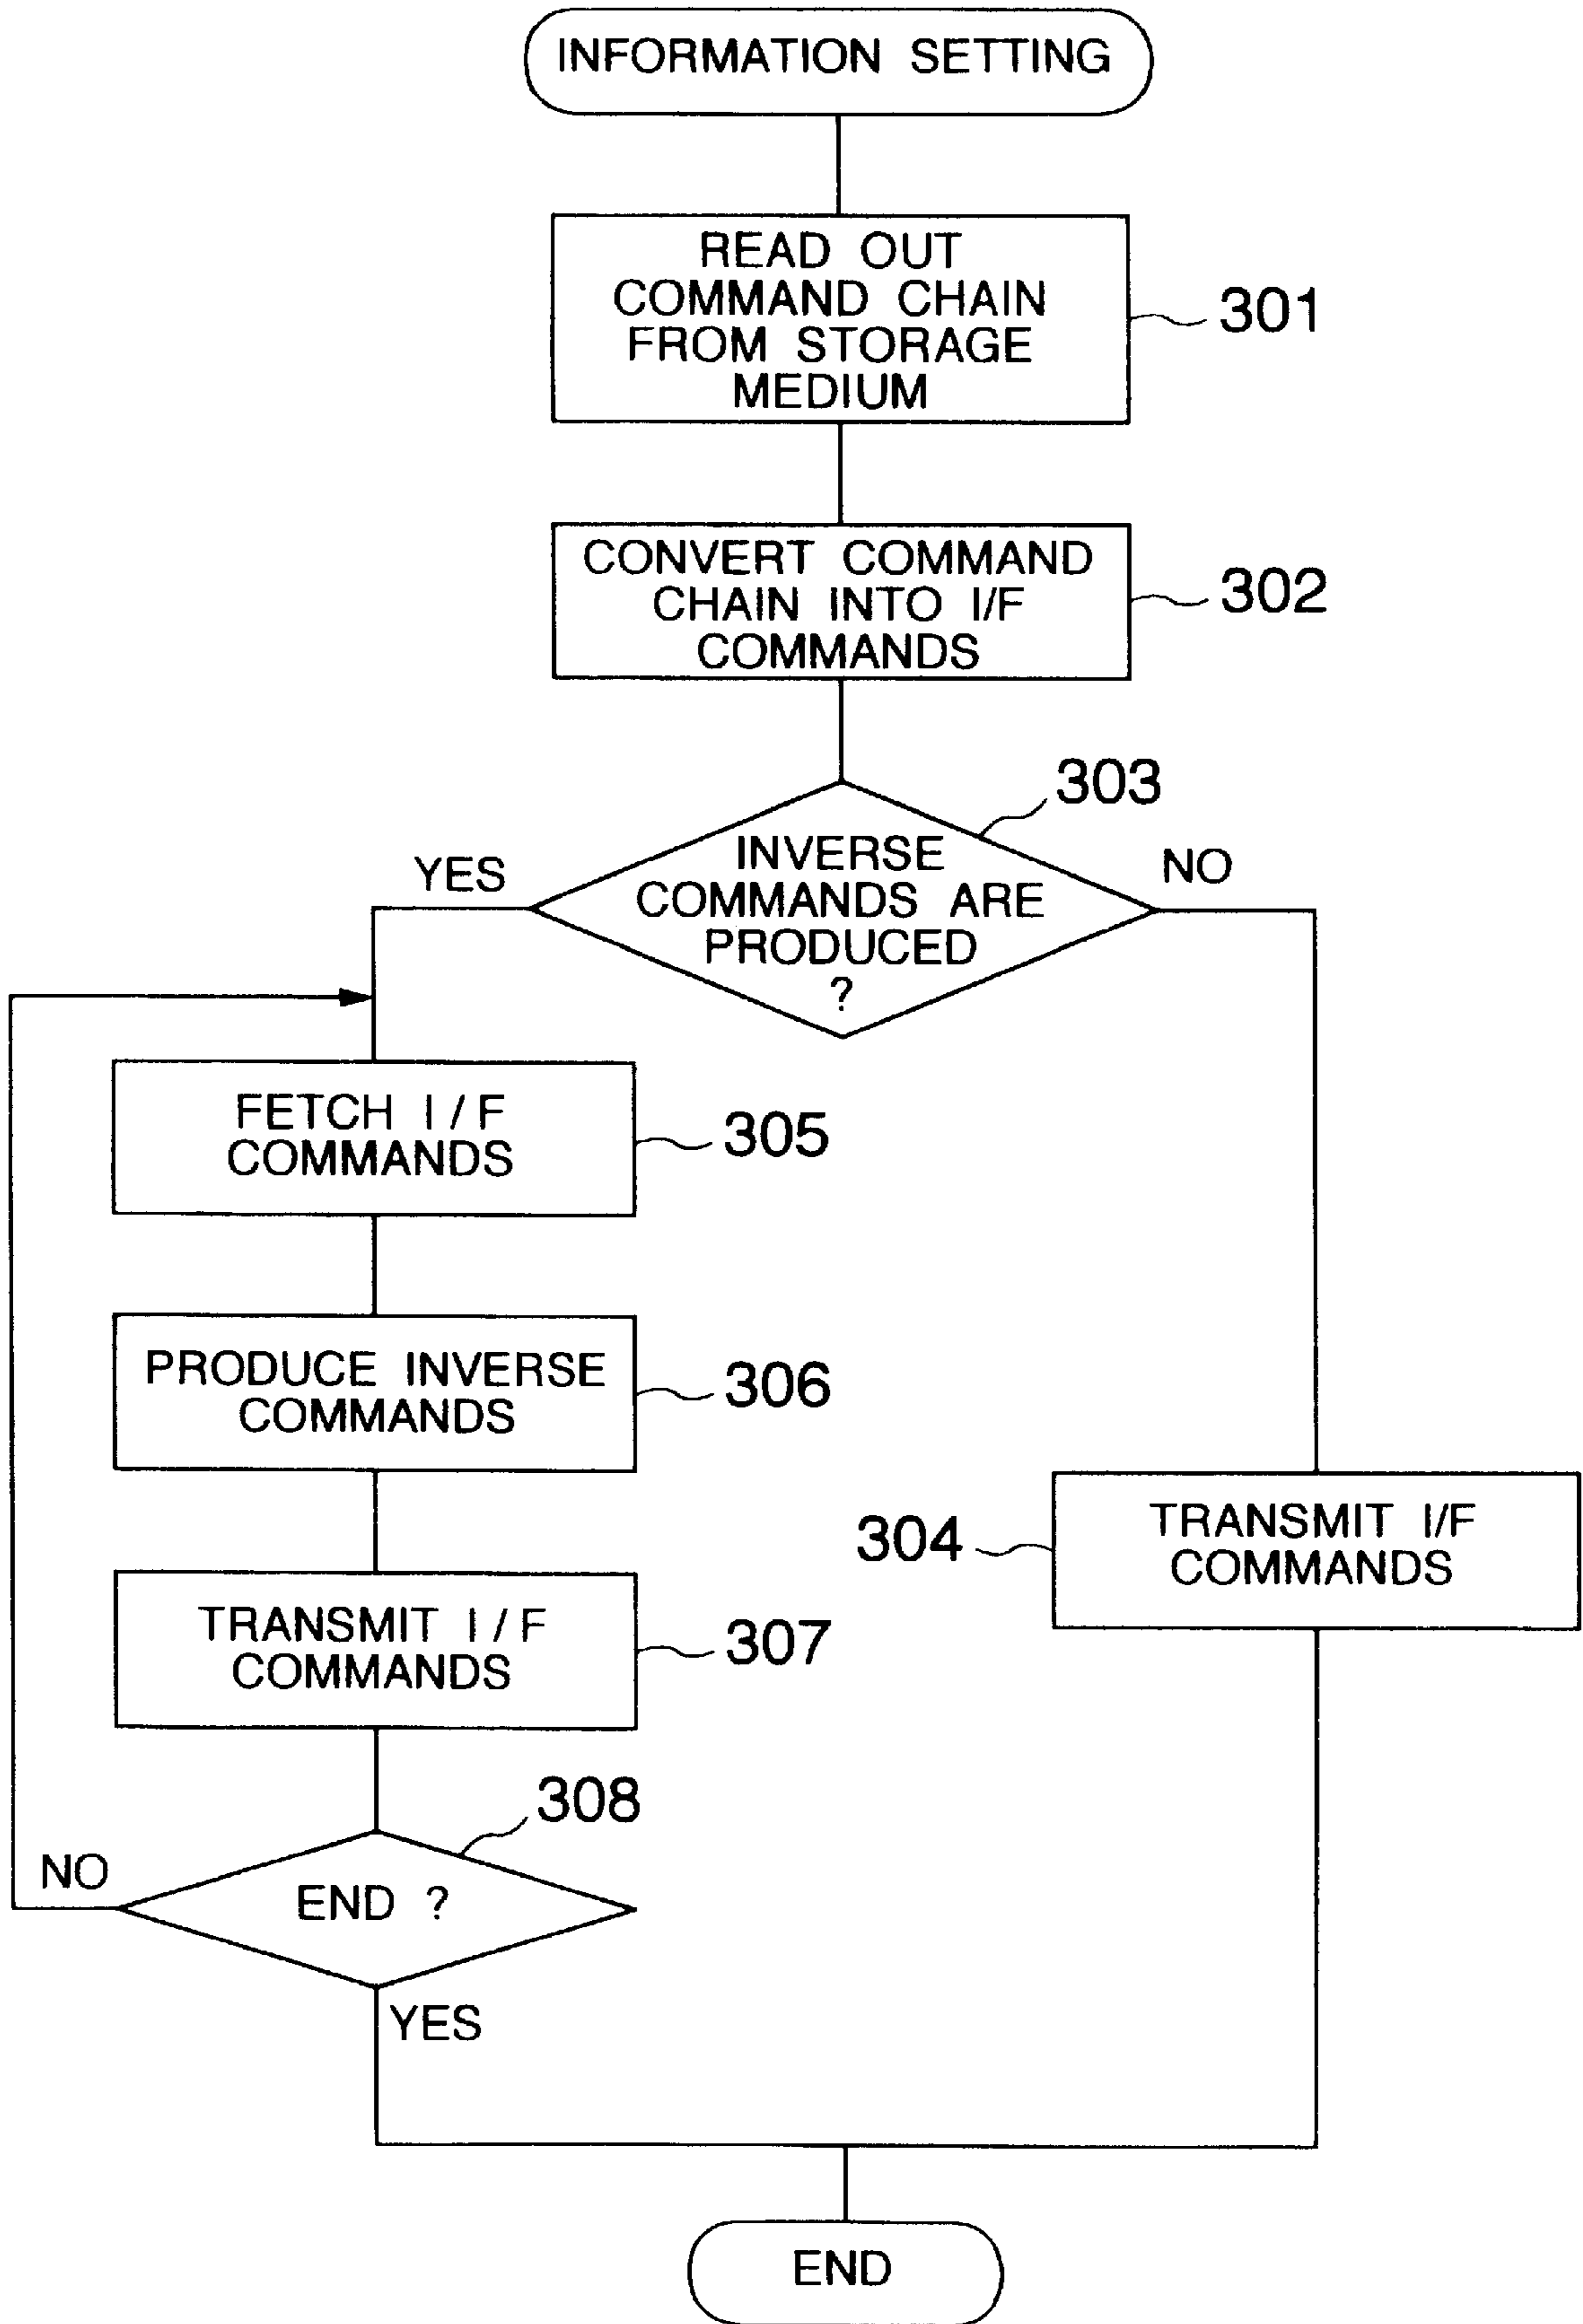 INFORMATION SETTING
READ OUT
COMMAND CHAIN
FROM STORAGE
MEDIUM
301
CONVERT COMMAND
CHAIN INTO I/F
COMMANDS
302
303
INVERSE
COMMANDS ARE
PRODUCED
?
YES
NO
FETCH I / F
COMMANDS
305
PRODUCE INVERSE
COMMANDS
306
304
TRANSMIT I/F
COMMANDS
TRANSMIT I / F
COMMANDS
307
308
END ?
NO
YES
END